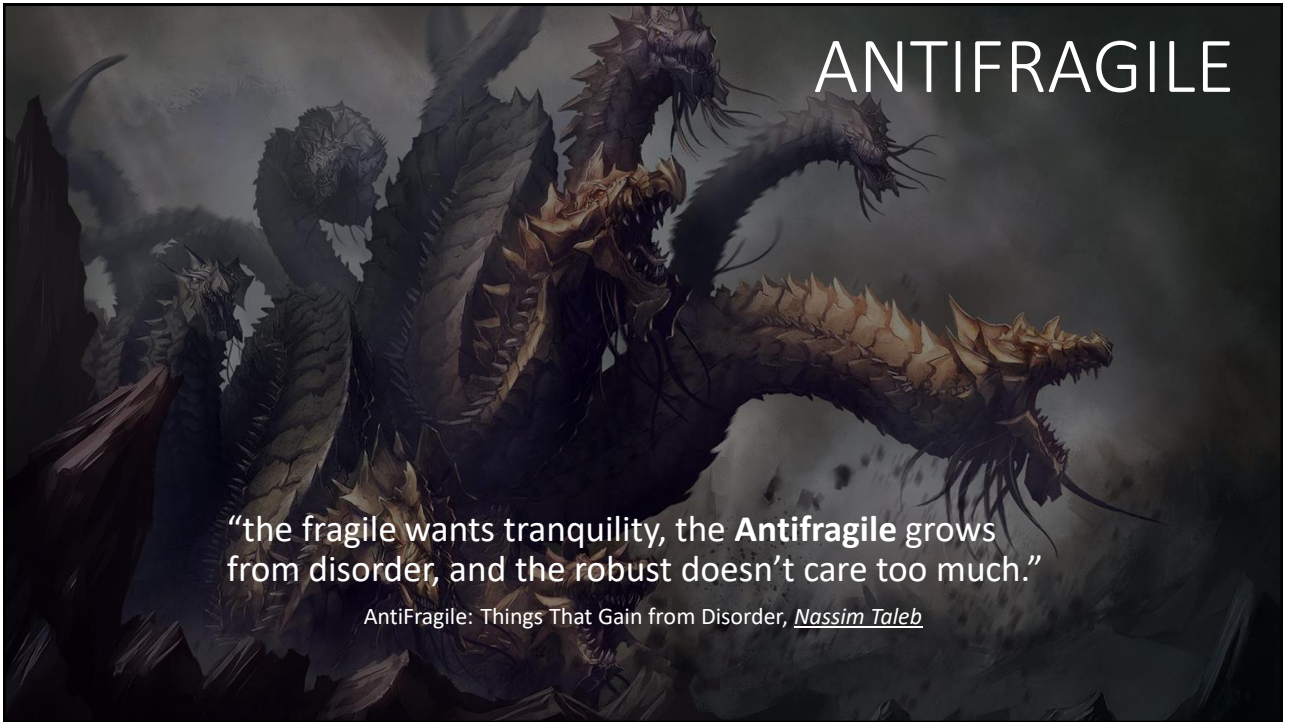 ANTIFRAGILE
“the fragile wants tranquility, the Antifragile grows
from disorder, and the robust doesn’t care too much.”
AntiFragile: Things That Gain from Disorder, Nassim Taleb